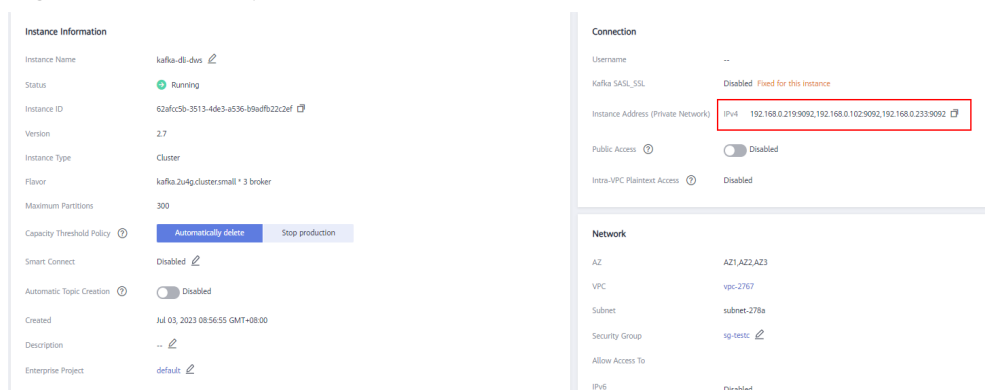 Instance Information
Instance Name kafka-dli-dws
Status Running
Instance ID 62afcc5b-3513-4de3-a536-b9adfb22c2ef
Version 2.7
Instance Type Cluster
Flavor kafka.2u4g.cluster.small * 3 broker
Maximum Partitions 300
Capacity Threshold Policy Automatically delete Stop production
Smart Connect Disabled
Automatic Topic Creation Disabled
Created Jul 03, 2023 08:56:55 GMT+08:00
Description --
Enterprise Project default
Connection
Username --
Kafka SASL_SSL Disabled Fixed for this instance
Instance Address (Private Network) IPv4 192.168.0.219:9092,192.168.0.102:9092,192.168.0.233:9092
Public Access Disabled
Intra-VPC Plaintext Access Disabled
Network
AZ AZ1,AZ2,AZ3
VPC vpc-2767
Subnet subnet-278a
Security Group sg-testc
Allow Access To
IPv6 Disabled